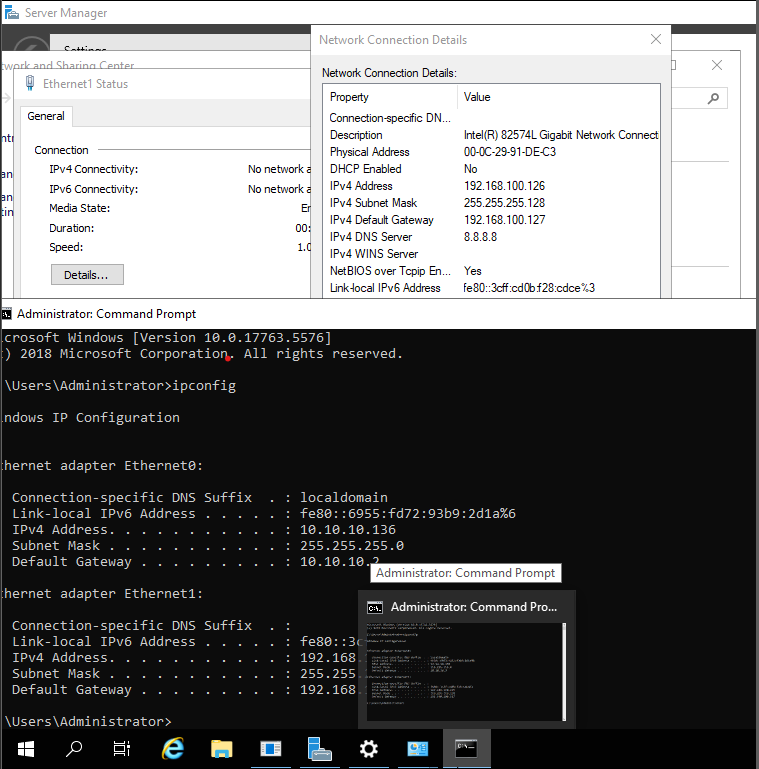 Server Manager
Settings
twork and Sharing Center
Ethernet1 Status
General
Connection
IPv4 Connectivity: No network a
IPv6 Connectivity: No network a
Media State: En
Duration: 00:
Speed: 1.0
Details...
Network Connection Details
Network Connection Details:
Property Value
Connection-specific DN...
Description Intel(R) 82574L Gigabit Network Connect
Physical Address 00-0C-29-91-DE-C3
DHCP Enabled No
IPv4 Address 192.168.100.126
IPv4 Subnet Mask 255.255.255.128
IPv4 Default Gateway 192.168.100.127
IPv4 DNS Server 8.8.8.8
IPv4 WINS Server
NetBIOS over Tcpip En... Yes
Link-local IPv6 Address fe80::3cff:cd0b:f28:cdce%3
Administrator: Command Prompt
crosoft Windows [Version 10.0.17763.5576]
) 2018 Microsoft Corporation. All rights reserved.
\Users\Administrator>ipconfig
ndows IP Configuration
hernet adapter Ethernet0:
Connection-specific DNS Suffix . : localdomain
Link-local IPv6 Address . . . . . : fe80::6955:fd72:93b9:2d1a%6
IPv4 Address. . . . . . . . . . . : 10.10.10.136
Subnet Mask . . . . . . . . . . . : 255.255.255.0
Default Gateway . . . . . . . . . : 10.10.10.2
Administrator: Command Prompt
hernet adapter Ethernet1:
Administrator: Command Pro...
Connection-specific DNS Suffix . :
Link-local IPv6 Address . . . . . : fe80::3c
IPv4 Address. . . . . . . . . . . : 192.168.
Subnet Mask . . . . . . . . . . . : 255.255
Default Gateway . . . . . . . . . : 192.168.
\Users\Administrator>